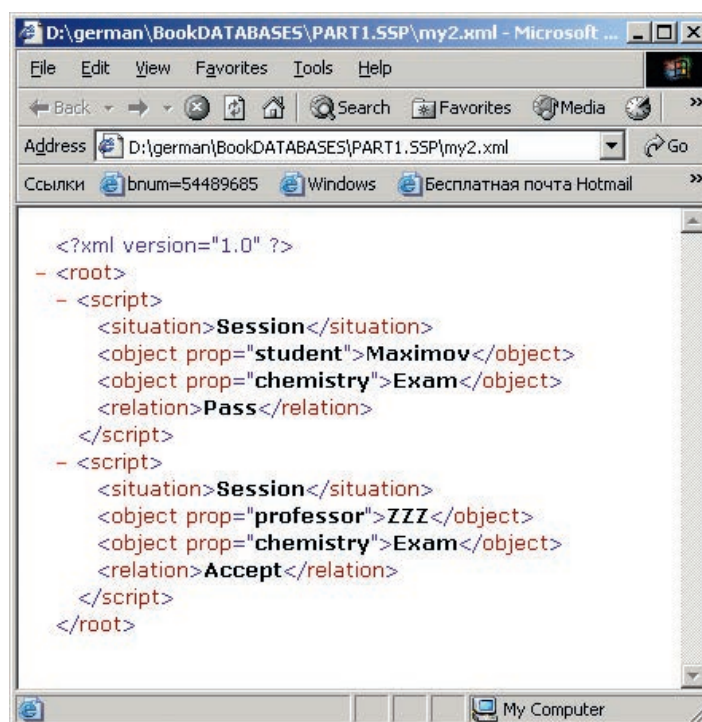 D:\german\BookDATABASES\PART1.SSP\my2.xml - Microsoft ...
File Edit View Favorites Tools Help
Back Search Favorites Media »
Address D:\german\BookDATABASES\PART1.SSP\my2.xml Go
Ссылки bnum=54489685 Windows Бесплатная почта Hotmail »
<?xml version="1.0" ?>
- <root>
- <script>
<situation>Session</situation>
<object prop="student">Maximov</object>
<object prop="chemistry">Exam</object>
<relation>Pass</relation>
</script>
- <script>
<situation>Session</situation>
<object prop="professor">ZZZ</object>
<object prop="chemistry">Exam</object>
<relation>Accept</relation>
</script>
</root>
My Computer